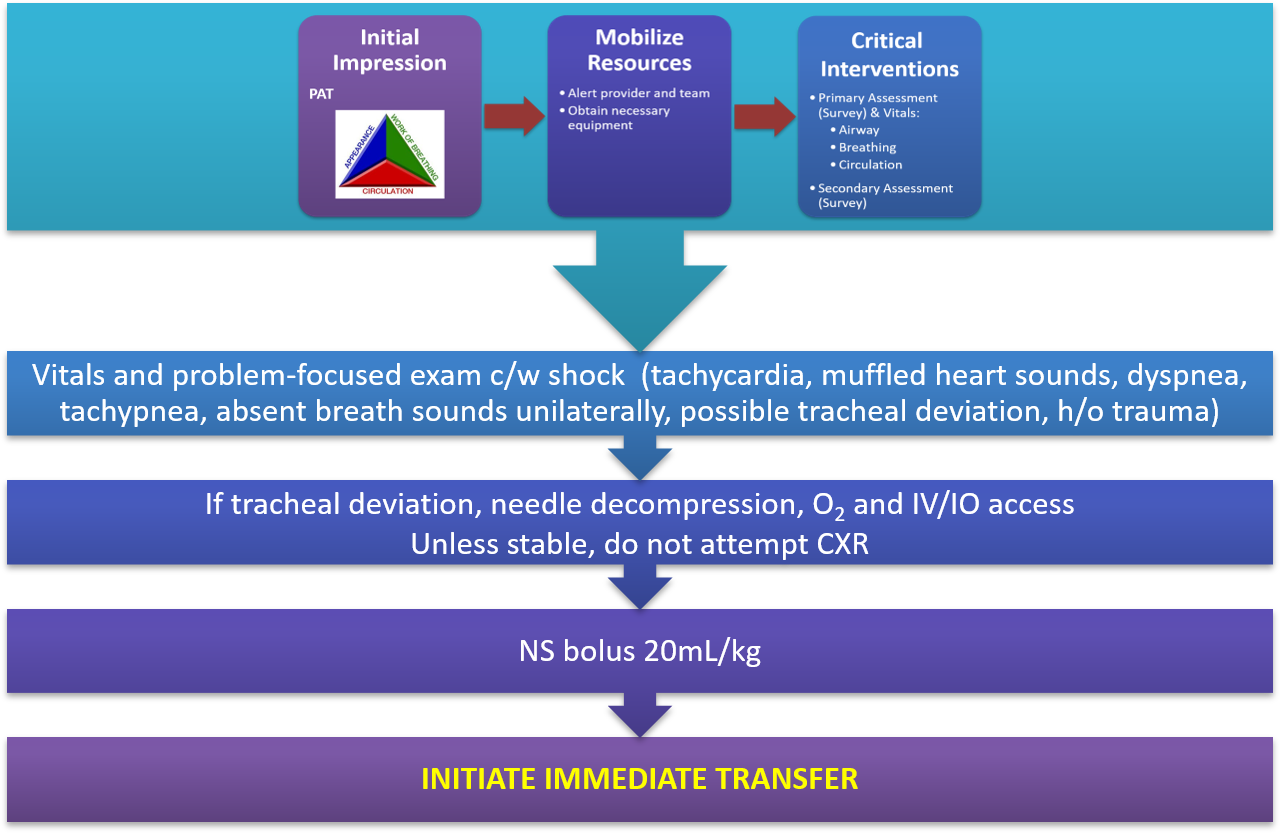 Initial
Impression
PAT
APPEARANCE
WORK OF BREATHING
CIRCULATION
Mobilize
Resources
• Alert provider and team
• Obtain necessary
equipment
Critical
Interventions
• Primary Assessment
(Survey) & Vitals:
• Airway
• Breathing
• Circulation
• Secondary Assessment
(Survey)
Vitals and problem-focused exam c/w shock (tachycardia, muffled heart sounds, dyspnea,
tachypnea, absent breath sounds unilaterally, possible tracheal deviation, h/o trauma)
If tracheal deviation, needle decompression, O₂ and IV/IO access
Unless stable, do not attempt CXR
NS bolus 20mL/kg
INITIATE IMMEDIATE TRANSFER